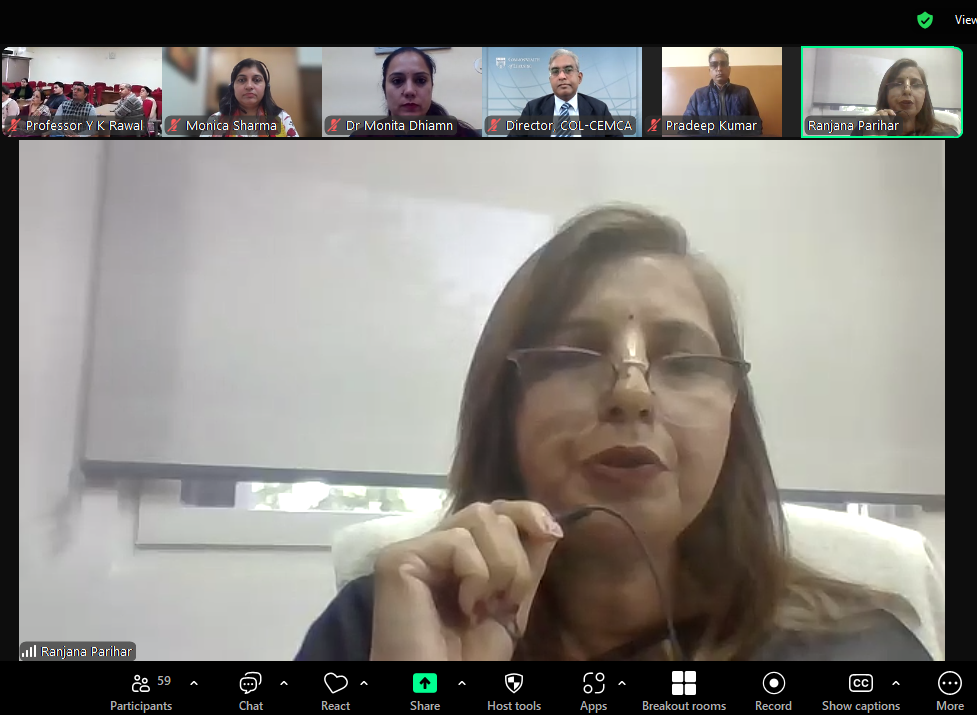 View
Professor Y K Rawal
Monica Sharma
Dr Monita Dhiamn
Director, COL-CEMCA
Pradeep Kumar
Ranjana Parihar
Ranjana Parihar
59
Participants
Chat
React
Share
Host tools
Apps
Breakout rooms
CC
Record
Show captions
More